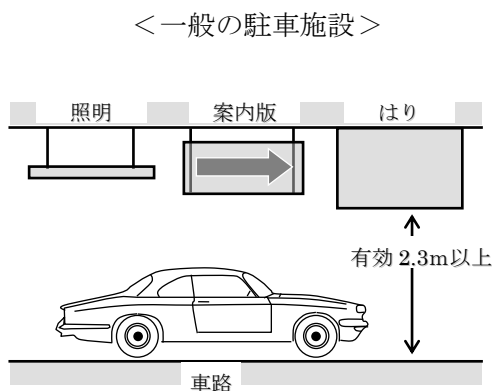 ＜一般の駐車施設＞
照明
案内版
はり
有効 2.3m以上
車路